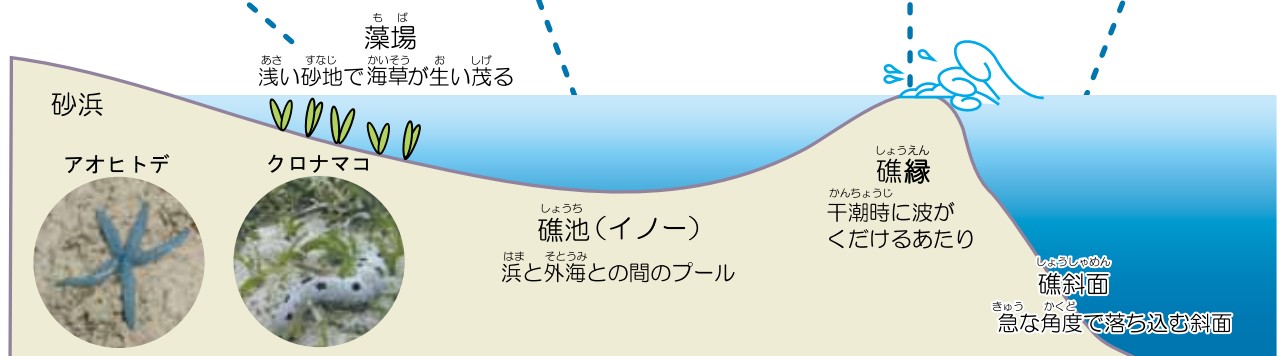 もば
藻場
あさ すなじ かいそう お しげ
浅い砂地で海草が生い茂る
砂浜
アオヒトデ
クロナマコ
しょうち
礁池（イノー）
はま そとうみ
浜と外海との間のプール
しょうえん
礁縁
かんちょうじ
干潮時に波が
くだけるあたり
しょうしゃめん
礁斜面
きゅう かくど
急な角度で落ち込む斜面